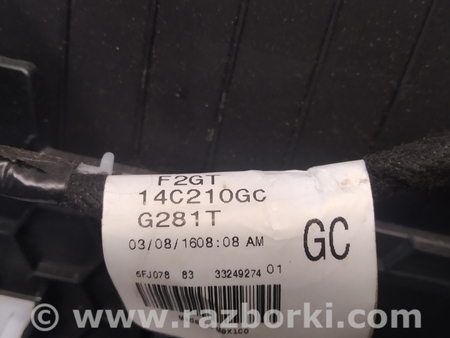 F2GT
14C210GC
G281T
03/08/1608:08 AM
GC
6FJ078 83 33249274 01
www.razborki.com